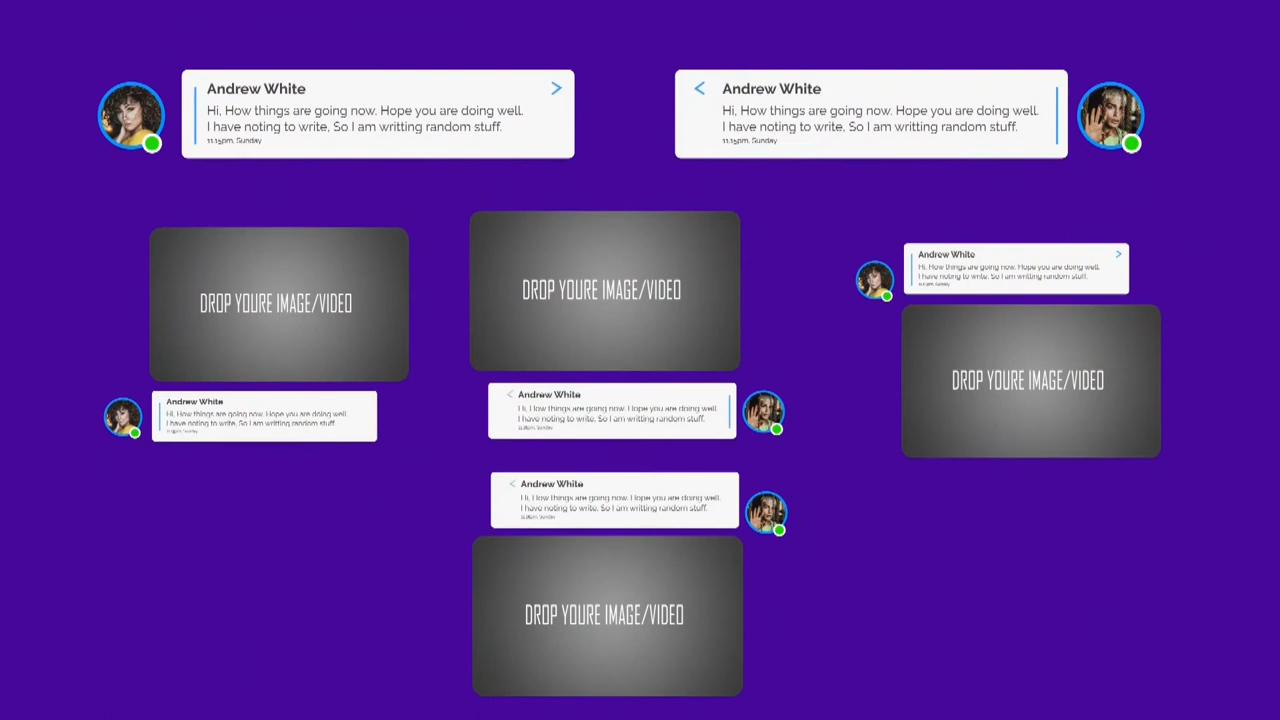 Andrew White
Hi, How things are going now. Hope you are doing well.
I have noting to write, So I am writting random stuff.
11.15pm, Sunday
Andrew White
Hi, How things are going now. Hope you are doing well.
I have noting to write, So I am writting random stuff.
11.15pm, Sunday
DROP YOURE IMAGE/VIDEO
Andrew White
Hi, How things are going now. Hope you are doing well.
I have noting to write, So I am writting random stuff.
DROP YOURE IMAGE/VIDEO
Andrew White
Hi, How things are going now. Hope you are doing well.
I have noting to write, So I am writting random stuff.
Andrew White
Hi, How things are going now. Hope you are doing well.
I have noting to write, So I am writting random stuff.
DROP YOURE IMAGE/VIDEO
Andrew White
Hi, How things are going now. Hope you are doing well.
I have noting to write, So I am writting random stuff.
DROP YOURE IMAGE/VIDEO